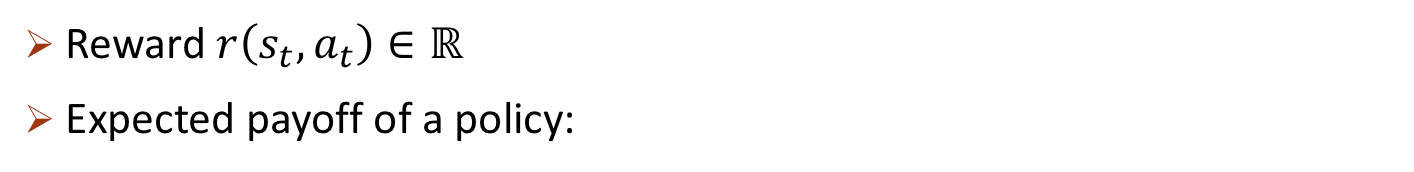 ➢ Reward r(s_t, a_t) ∈ ℝ
➢ Expected payoff of a policy: